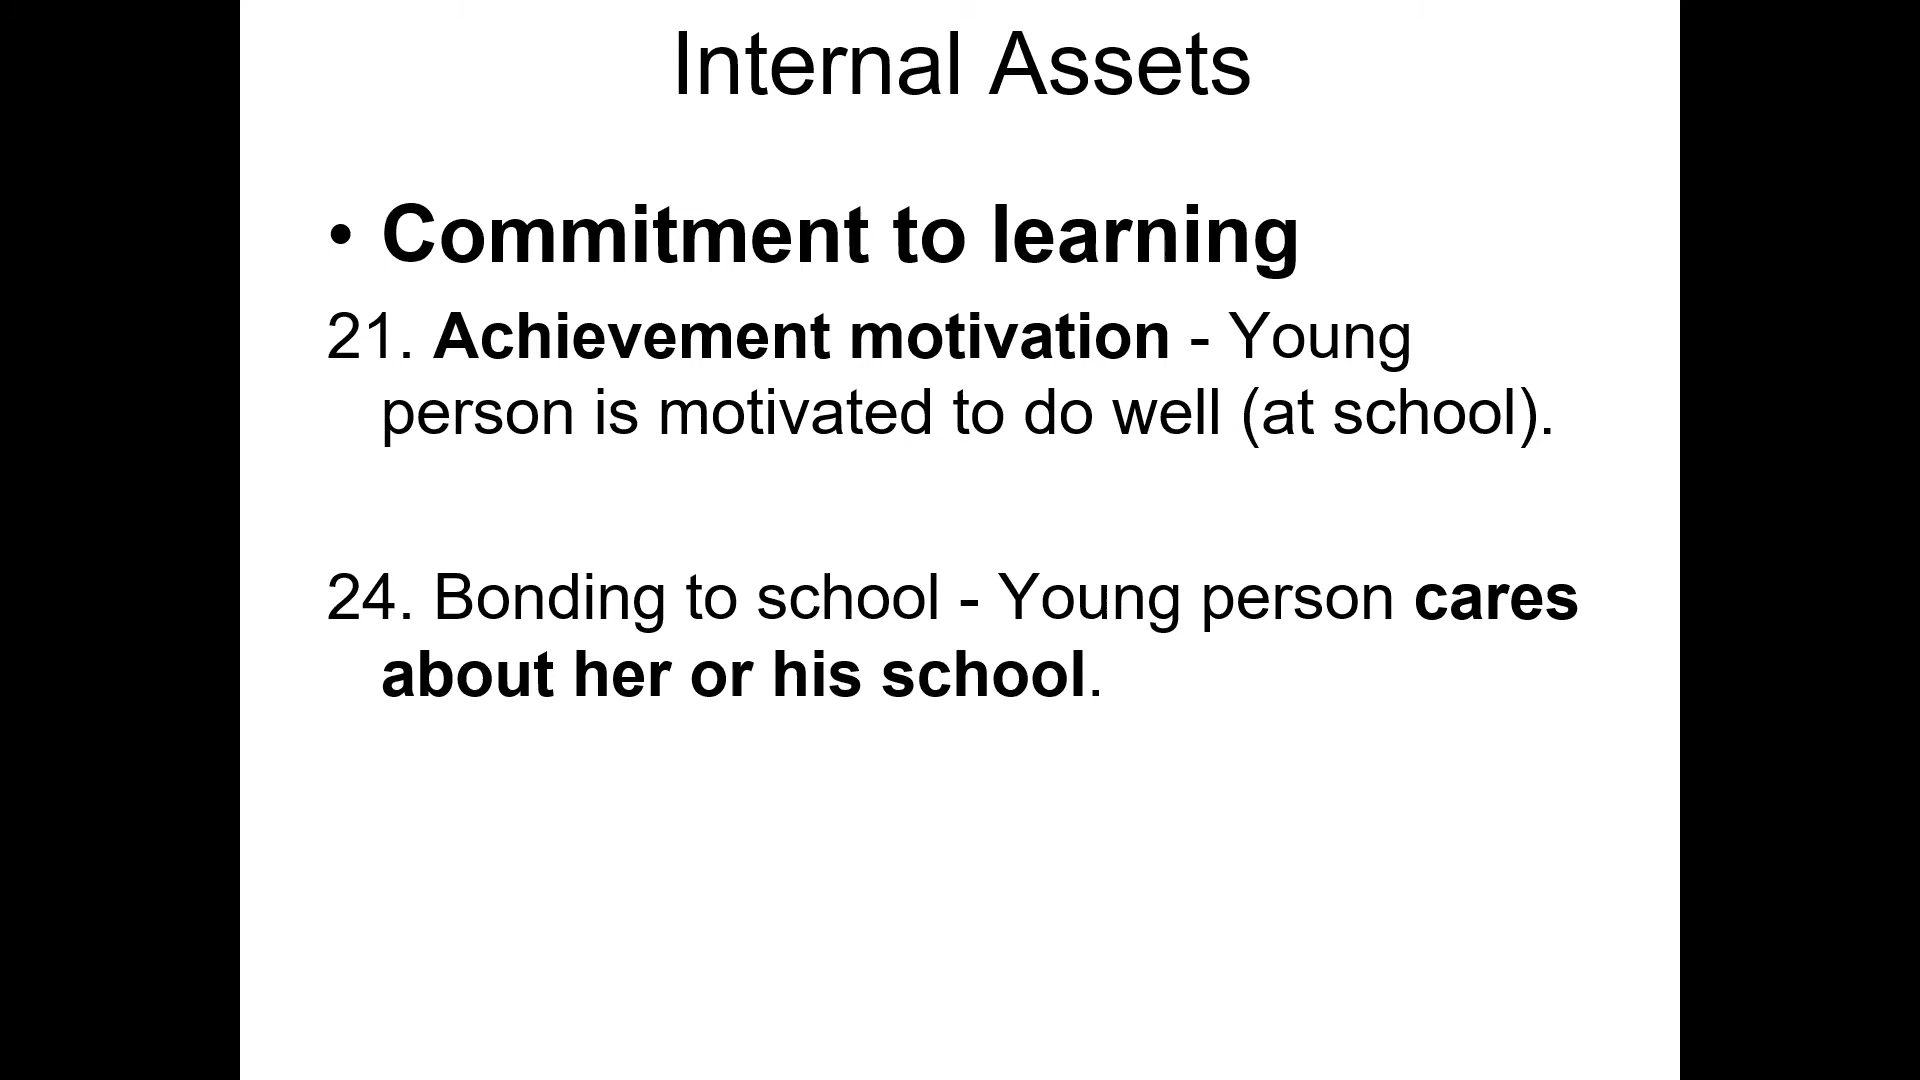 Internal Assets
• Commitment to learning
21. Achievement motivation - Young
person is motivated to do well (at school).
24. Bonding to school - Young person cares
about her or his school.